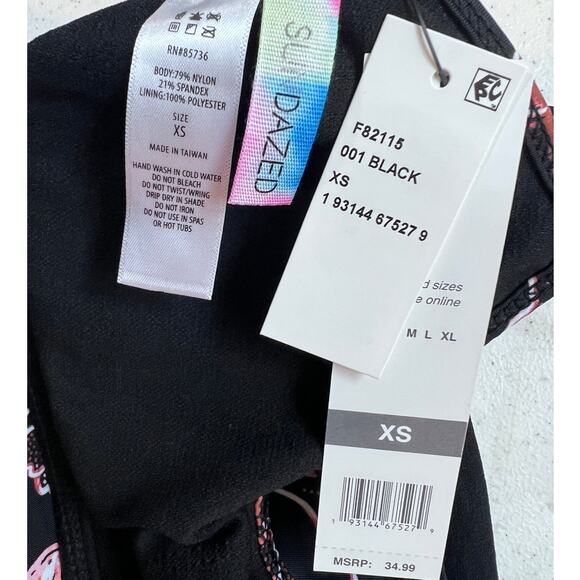 RN#85736
BODY:79% NYLON
21% SPANDEX
LINING:100% POLYESTER
SIZE
XS
MADE IN TAIWAN
HAND WASH IN COLD WATER
DO NOT BLEACH
DO NOT TWIST/WRING
DRIP DRY IN SHADE
DO NOT IRON
DO NOT USE IN SPAS
OR HOT TUBS
SUN DAZED
EPC
F82115
001 BLACK
XS
1 93144 67527 9
sizes
online
M L XL
XS
1 93144 67527 9
MSRP: 34.99